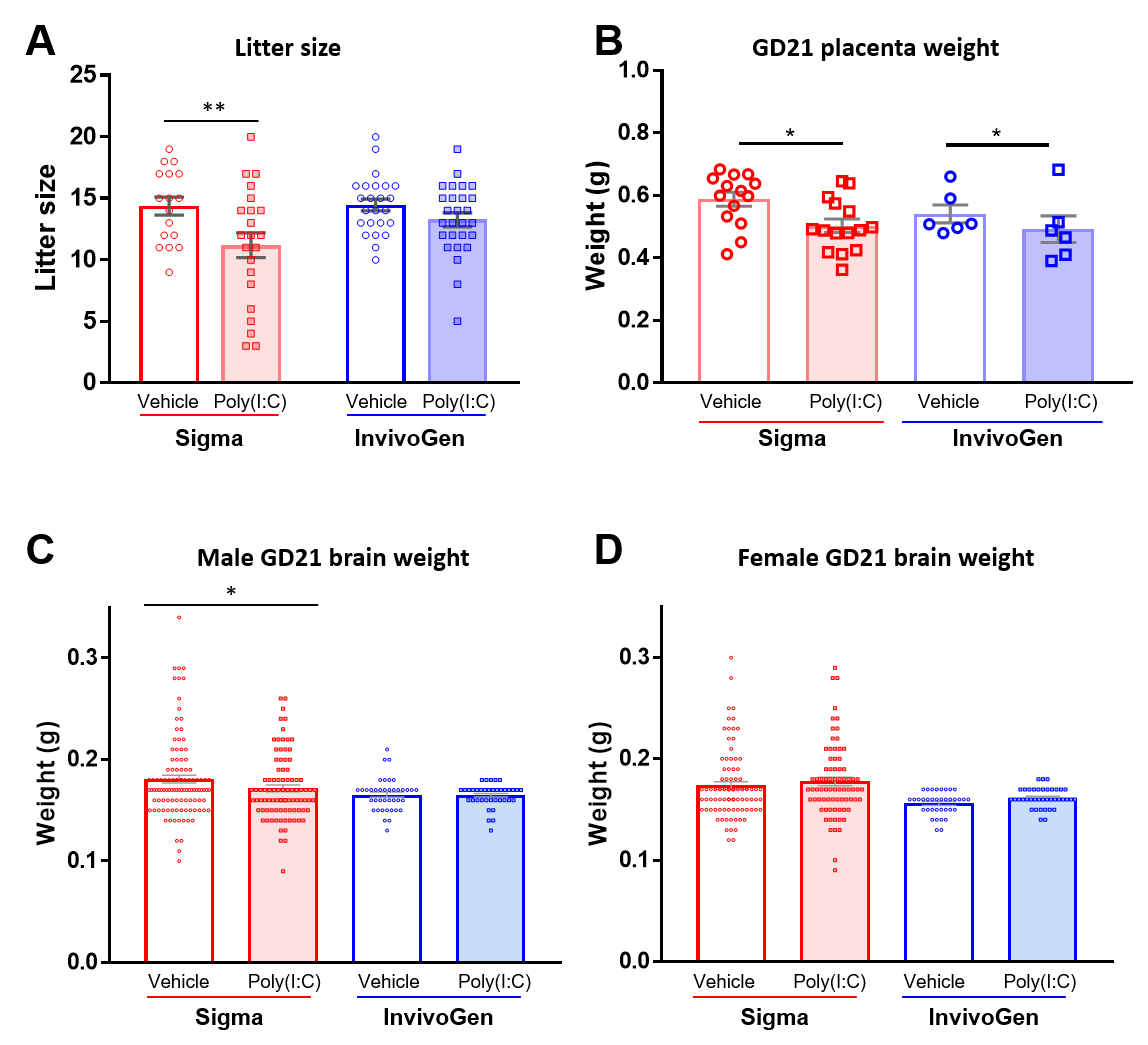 A
Litter size
25
20
15
10
5
0
Litter size
**
Vehicle Poly(I:C) Vehicle Poly(I:C)
Sigma InvivoGen
B
GD21 placenta weight
1.0
0.8
0.6
0.4
0.2
0.0
Weight (g)
* *
Vehicle Poly(I:C) Vehicle Poly(I:C)
Sigma InvivoGen
C
Male GD21 brain weight
*
0.3
0.2
0.1
0.0
Weight (g)
Vehicle Poly(I:C) Vehicle Poly(I:C)
Sigma InvivoGen
D
Female GD21 brain weight
0.3
0.2
0.1
0.0
Weight (g)
Vehicle Poly(I:C) Vehicle Poly(I:C)
Sigma InvivoGen